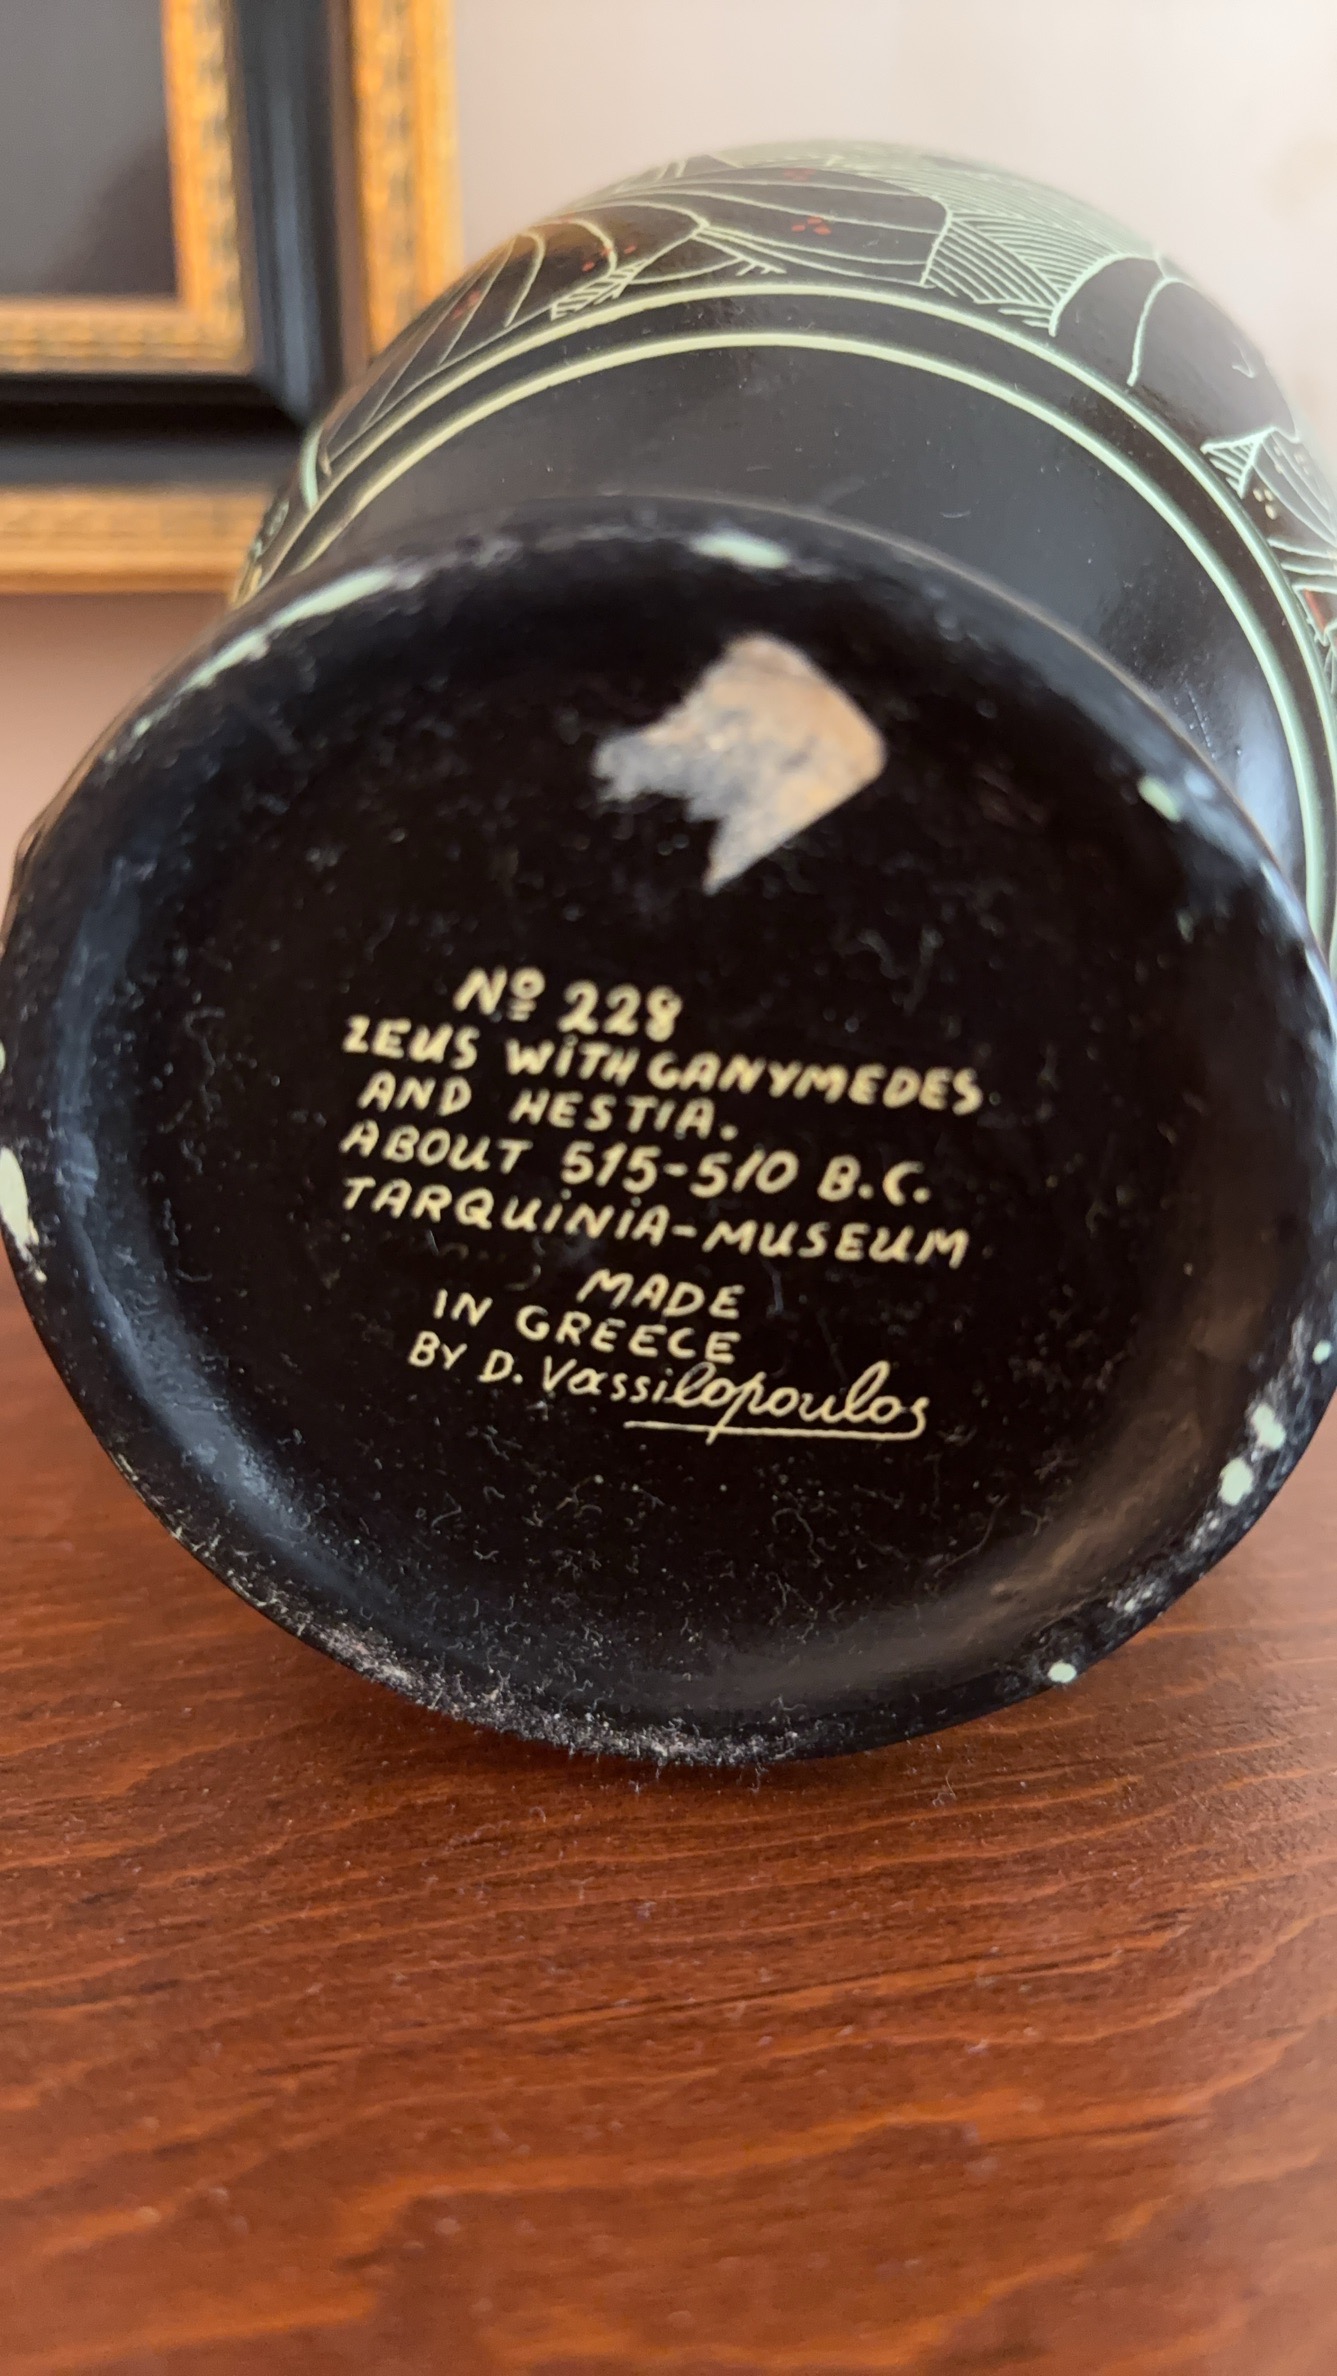 Nº 228
ZEUS WITH GANYMEDES
AND HESTIA.
ABOUT 515-510 B.C.
TARQUINIA-MUSEUM
MADE
IN GREECE
BY D. Vassilopoulos